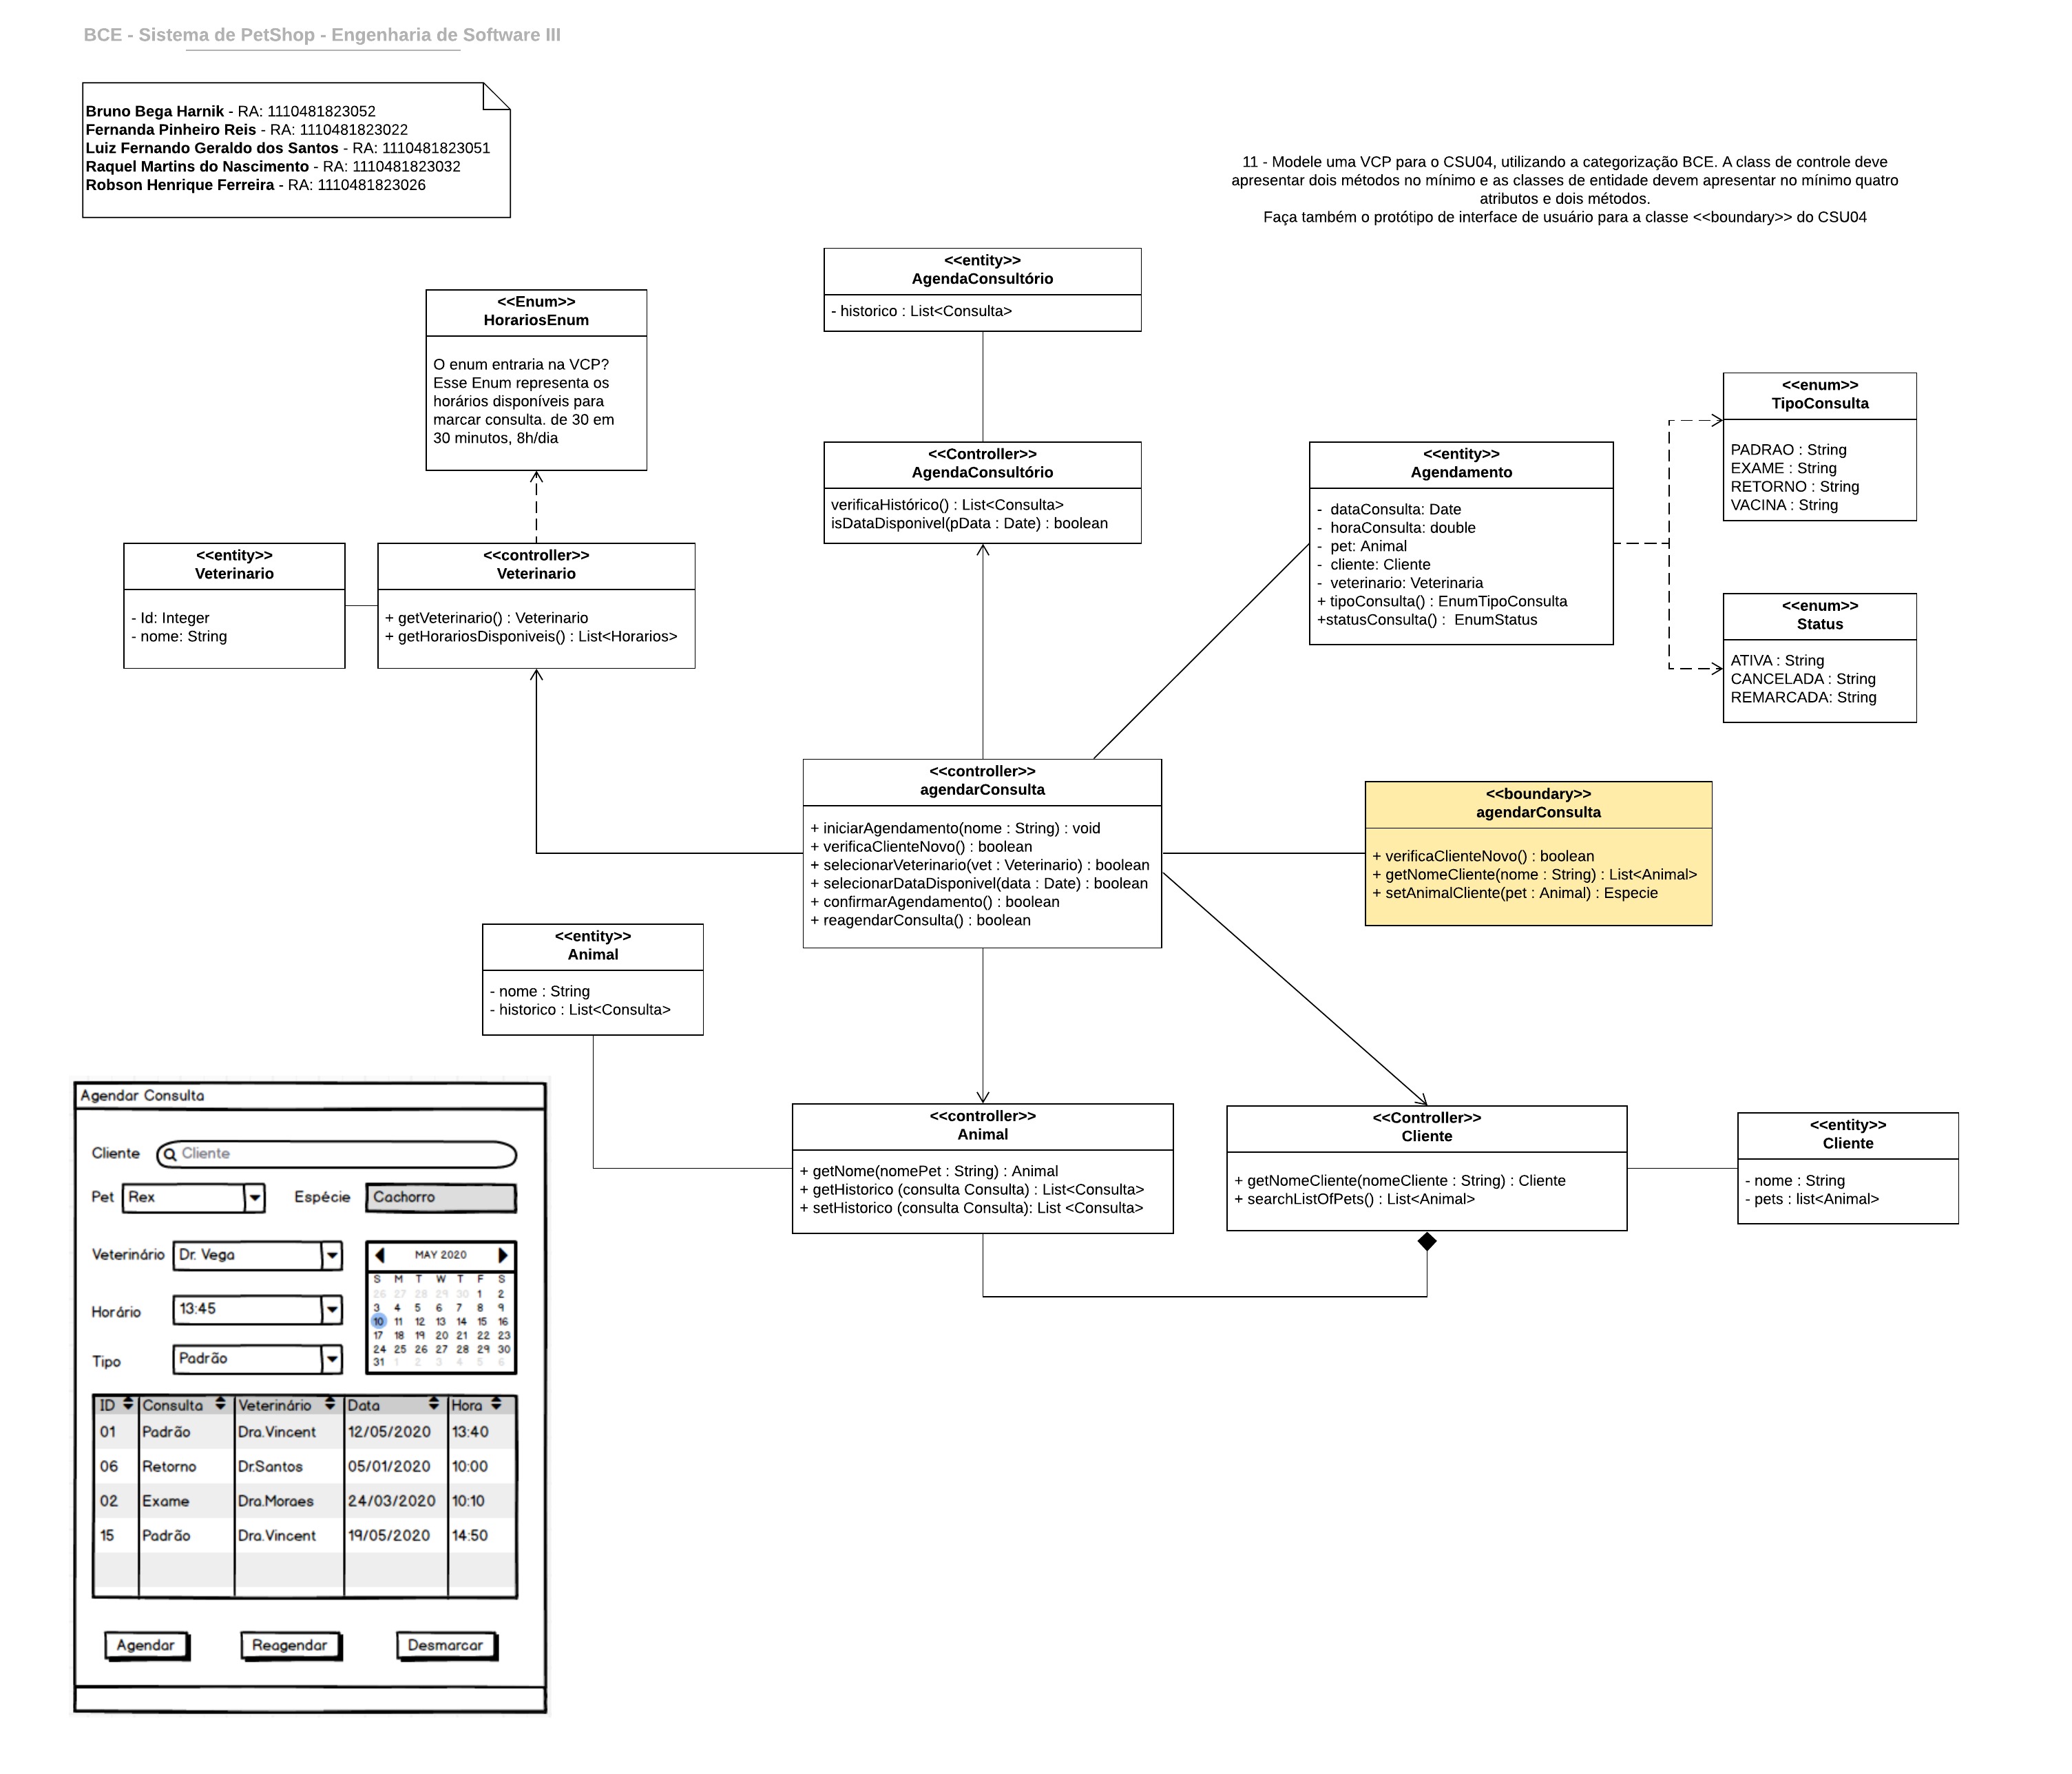 BCE - Sistema de PetShop - Engenharia de Software III
Bruno Bega Harnik - RA: 1110481823052
Fernanda Pinheiro Reis - RA: 1110481823022
Luiz Fernando Geraldo dos Santos - RA: 1110481823051
Raquel Martins do Nascimento - RA: 1110481823032
Robson Henrique Ferreira - RA: 1110481823026
11 - Modele uma VCP para o CSU04, utilizando a categorização BCE. A class de controle deve
apresentar dois métodos no mínimo e as classes de entidade devem apresentar no mínimo quatro
atributos e dois métodos.
Faça também o protótipo de interface de usuário para a classe <<boundary>> do CSU04
<<entity>>
AgendaConsultório
- historico : List<Consulta>
<<Enum>>
HorariosEnum
O enum entraria na VCP?
Esse Enum representa os
horários disponíveis para
marcar consulta. de 30 em
30 minutos, 8h/dia
<<enum>>
TipoConsulta
PADRAO : String
EXAME : String
RETORNO : String
VACINA : String
<<Controller>>
AgendaConsultório
verificaHistórico() : List<Consulta>
isDataDisponivel(pData : Date) : boolean
<<entity>>
Agendamento
- dataConsulta: Date
- horaConsulta: double
- pet: Animal
- cliente: Cliente
- veterinario: Veterinaria
+ tipoConsulta() : EnumTipoConsulta
+statusConsulta() : EnumStatus
<<entity>>
Veterinario
- Id: Integer
- nome: String
<<controller>>
Veterinario
+ getVeterinario() : Veterinario
+ getHorariosDisponiveis() : List<Horarios>
<<enum>>
Status
ATIVA : String
CANCELADA : String
REMARCADA: String
<<controller>>
agendarConsulta
+ iniciarAgendamento(nome : String) : void
+ verificaClienteNovo() : boolean
+ selecionarVeterinario(vet : Veterinario) : boolean
+ selecionarDataDisponivel(data : Date) : boolean
+ confirmarAgendamento() : boolean
+ reagendarConsulta() : boolean
<<boundary>>
agendarConsulta
+ verificaClienteNovo() : boolean
+ getNomeCliente(nome : String) : List<Animal>
+ setAnimalCliente(pet : Animal) : Especie
<<entity>>
Animal
- nome : String
- historico : List<Consulta>
<<controller>>
Animal
+ getNome(nomePet : String) : Animal
+ getHistorico (consulta Consulta) : List<Consulta>
+ setHistorico (consulta Consulta): List <Consulta>
<<Controller>>
Cliente
+ getNomeCliente(nomeCliente : String) : Cliente
+ searchListOfPets() : List<Animal>
<<entity>>
Cliente
- nome : String
- pets : list<Animal>
Agendar Consulta
Cliente Cliente
Pet Rex Espécie Cachorro
Veterinário Dr. Vega
Horário 13:45
Tipo Padrão
MAY 2020
S M T W T F S
26 27 28 29 30 1 2
3 4 5 6 7 8 9
10 11 12 13 14 15 16
17 18 19 20 21 22 23
24 25 26 27 28 29 30
31 1 2 3 4 5 6
ID Consulta Veterinário Data Hora
01 Padrão Dra.Vincent 12/05/2020 13:40
06 Retorno Dr.Santos 05/01/2020 10:00
02 Exame Dra.Moraes 24/03/2020 10:10
15 Padrão Dra.Vincent 19/05/2020 14:50
Agendar Reagendar Desmarcar